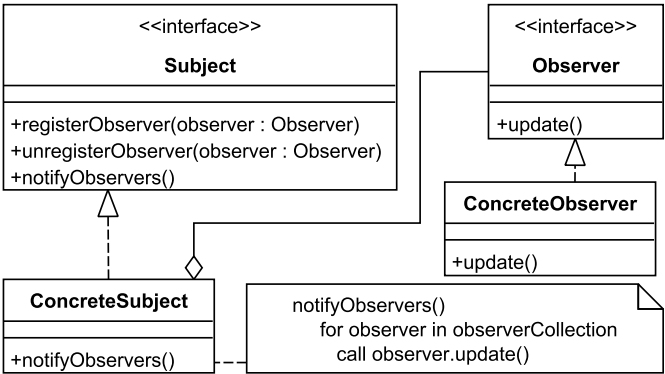 <<interface>>
Subject
+registerObserver(observer : Observer)
+unregisterObserver(observer : Observer)
+notifyObservers()
<<interface>>
Observer
+update()
ConcreteObserver
+update()
ConcreteSubject
+notifyObservers()
notifyObservers()
for observer in observerCollection
call observer.update()